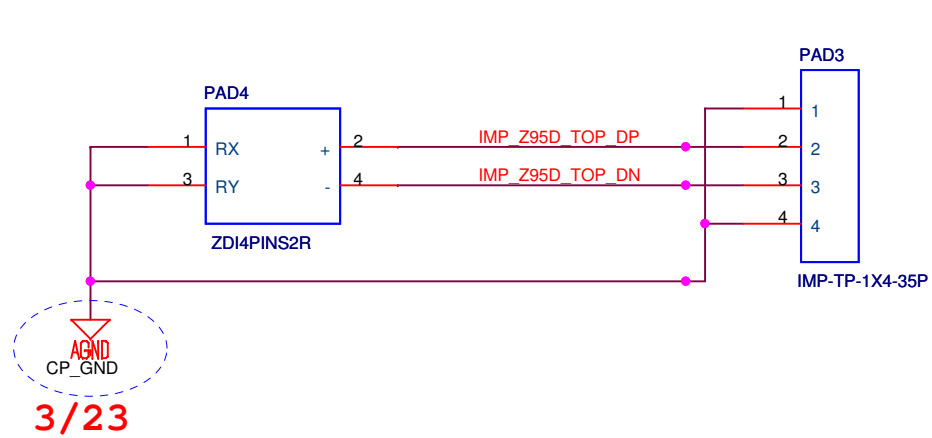 PAD3
PAD4
1
1
IMP_Z95D_TOP_DP
1
RX
+
2
2
2
IMP_Z95D_TOP_DN
3
RY
-
4
3
3
4
4
ZDI4PINS2R
IMP-TP-1X4-35P
AGND
CP_GND
3/23